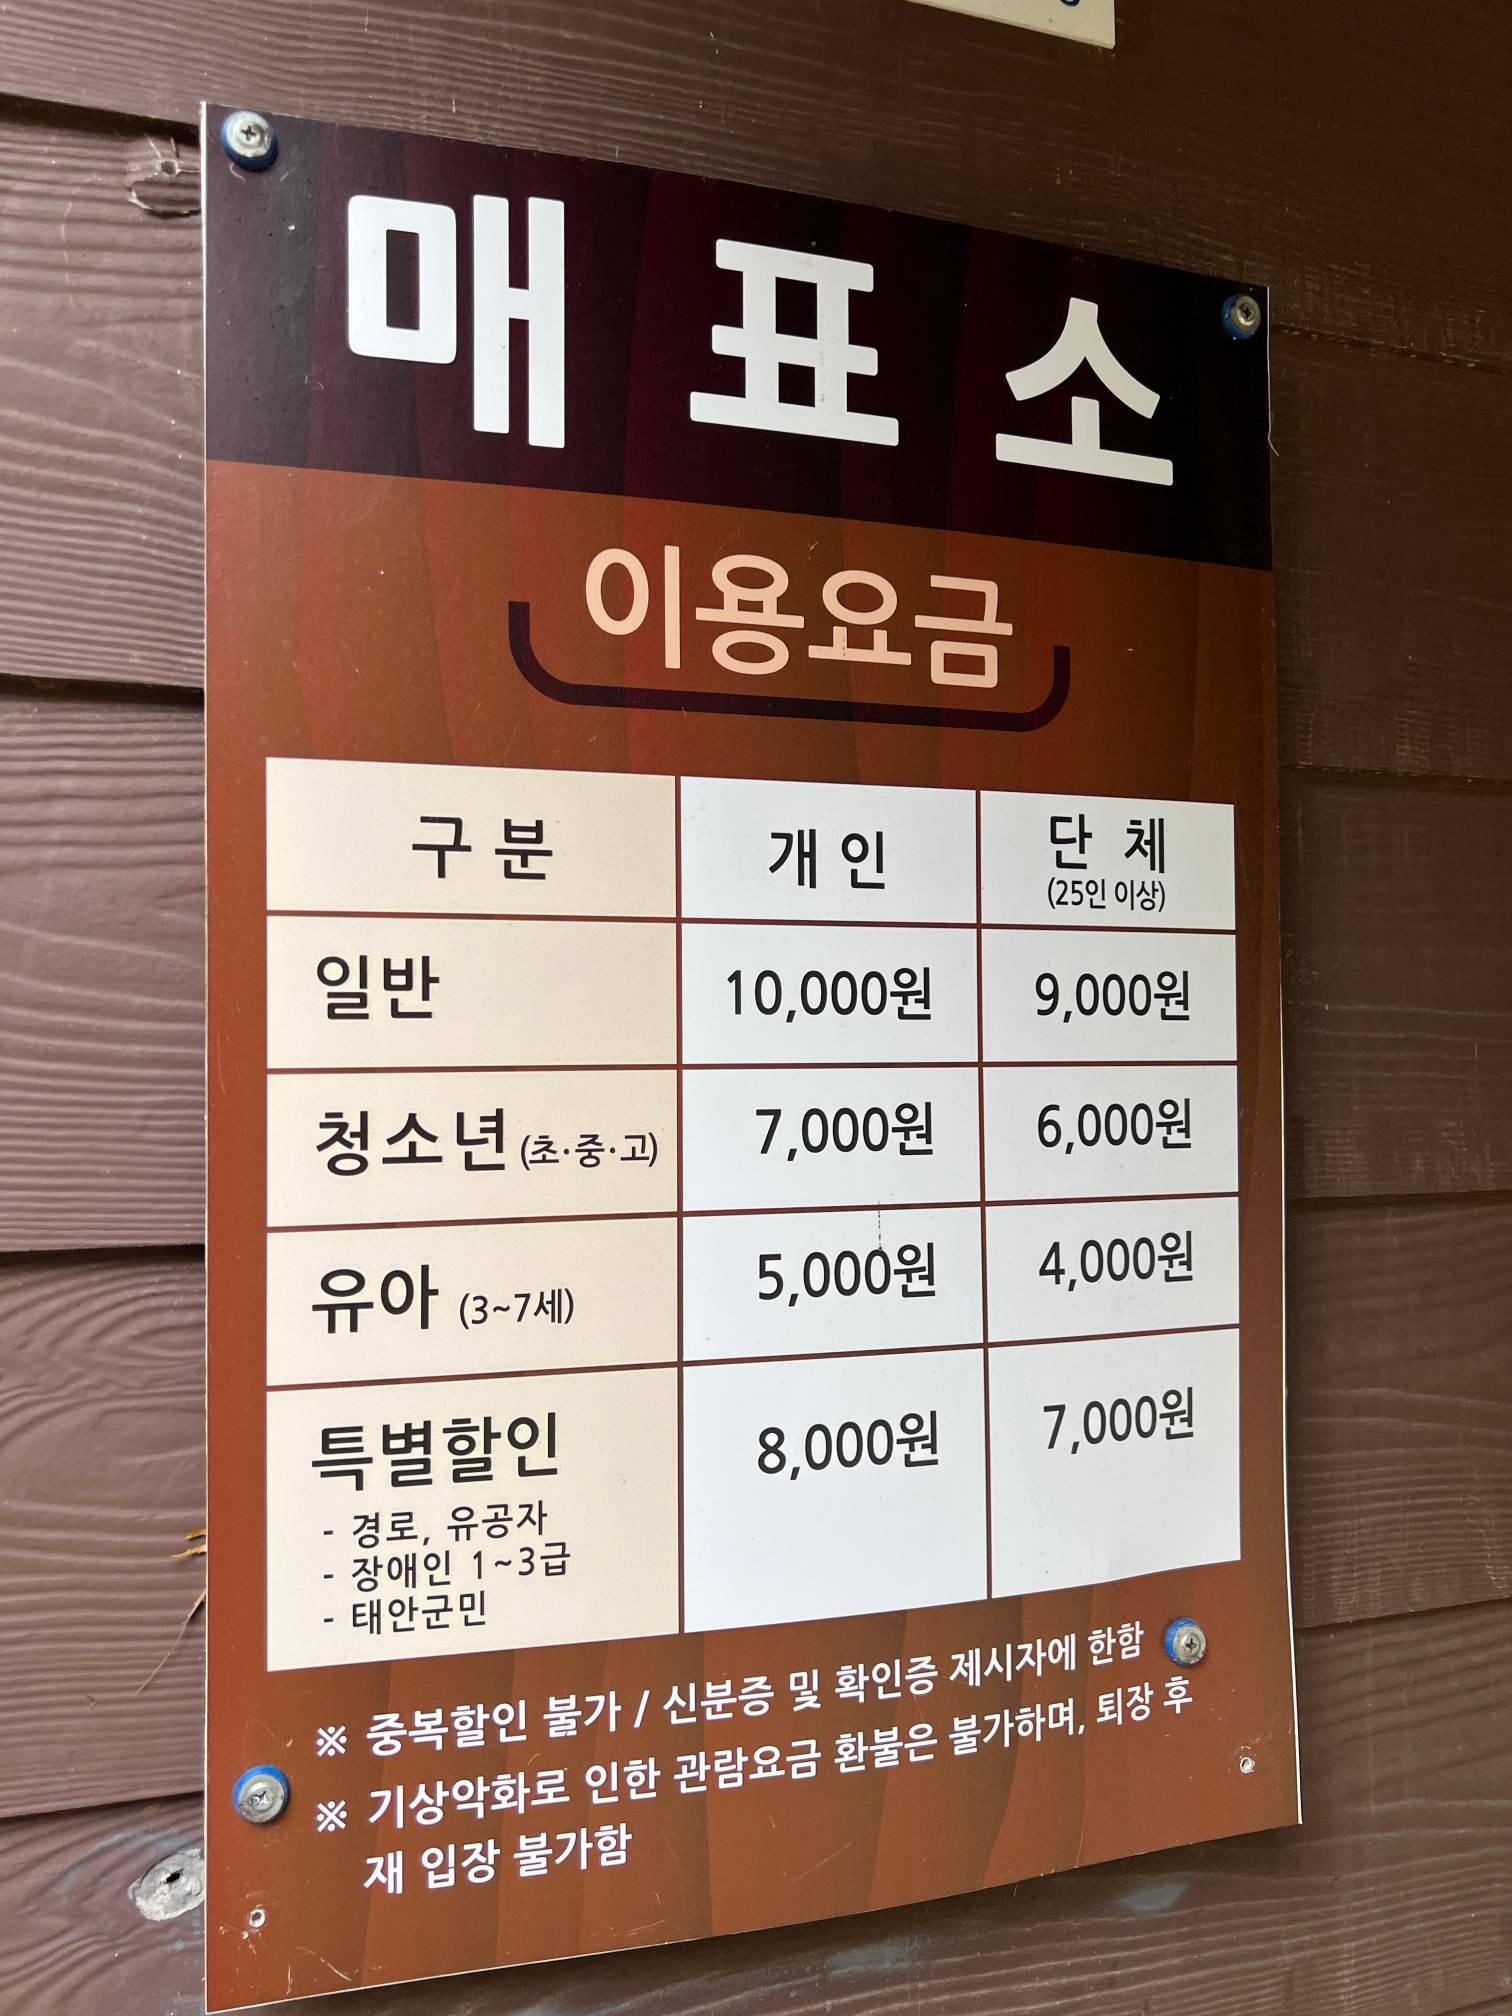 매표소
이용요금
구분 개인 단체
(25인 이상)
일반 10,000원 9,000원
청소년 (초·중·고) 7,000원 6,000원
유아 (3~7세) 5,000원 4,000원
특별할인 8,000원 7,000원
- 경로, 유공자
- 장애인 1~3급
- 태안군민
※ 중복할인 불가 / 신분증 및 확인증 제시자에 한함
※ 기상악화로 인한 관람요금 환불은 불가하며, 퇴장 후
재 입장 불가함